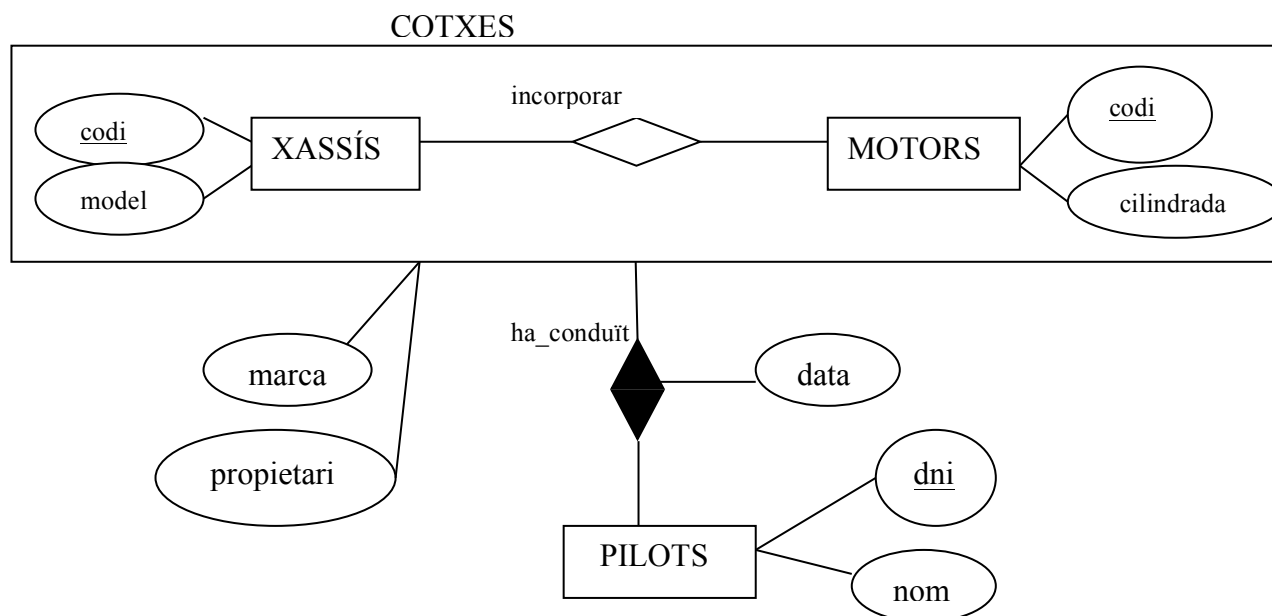 COTXES
incorporar
codi
XASSÍS
MOTORS
codi
model
cilindrada
ha_conduït
marca
data
propietari
dni
PILOTS
nom